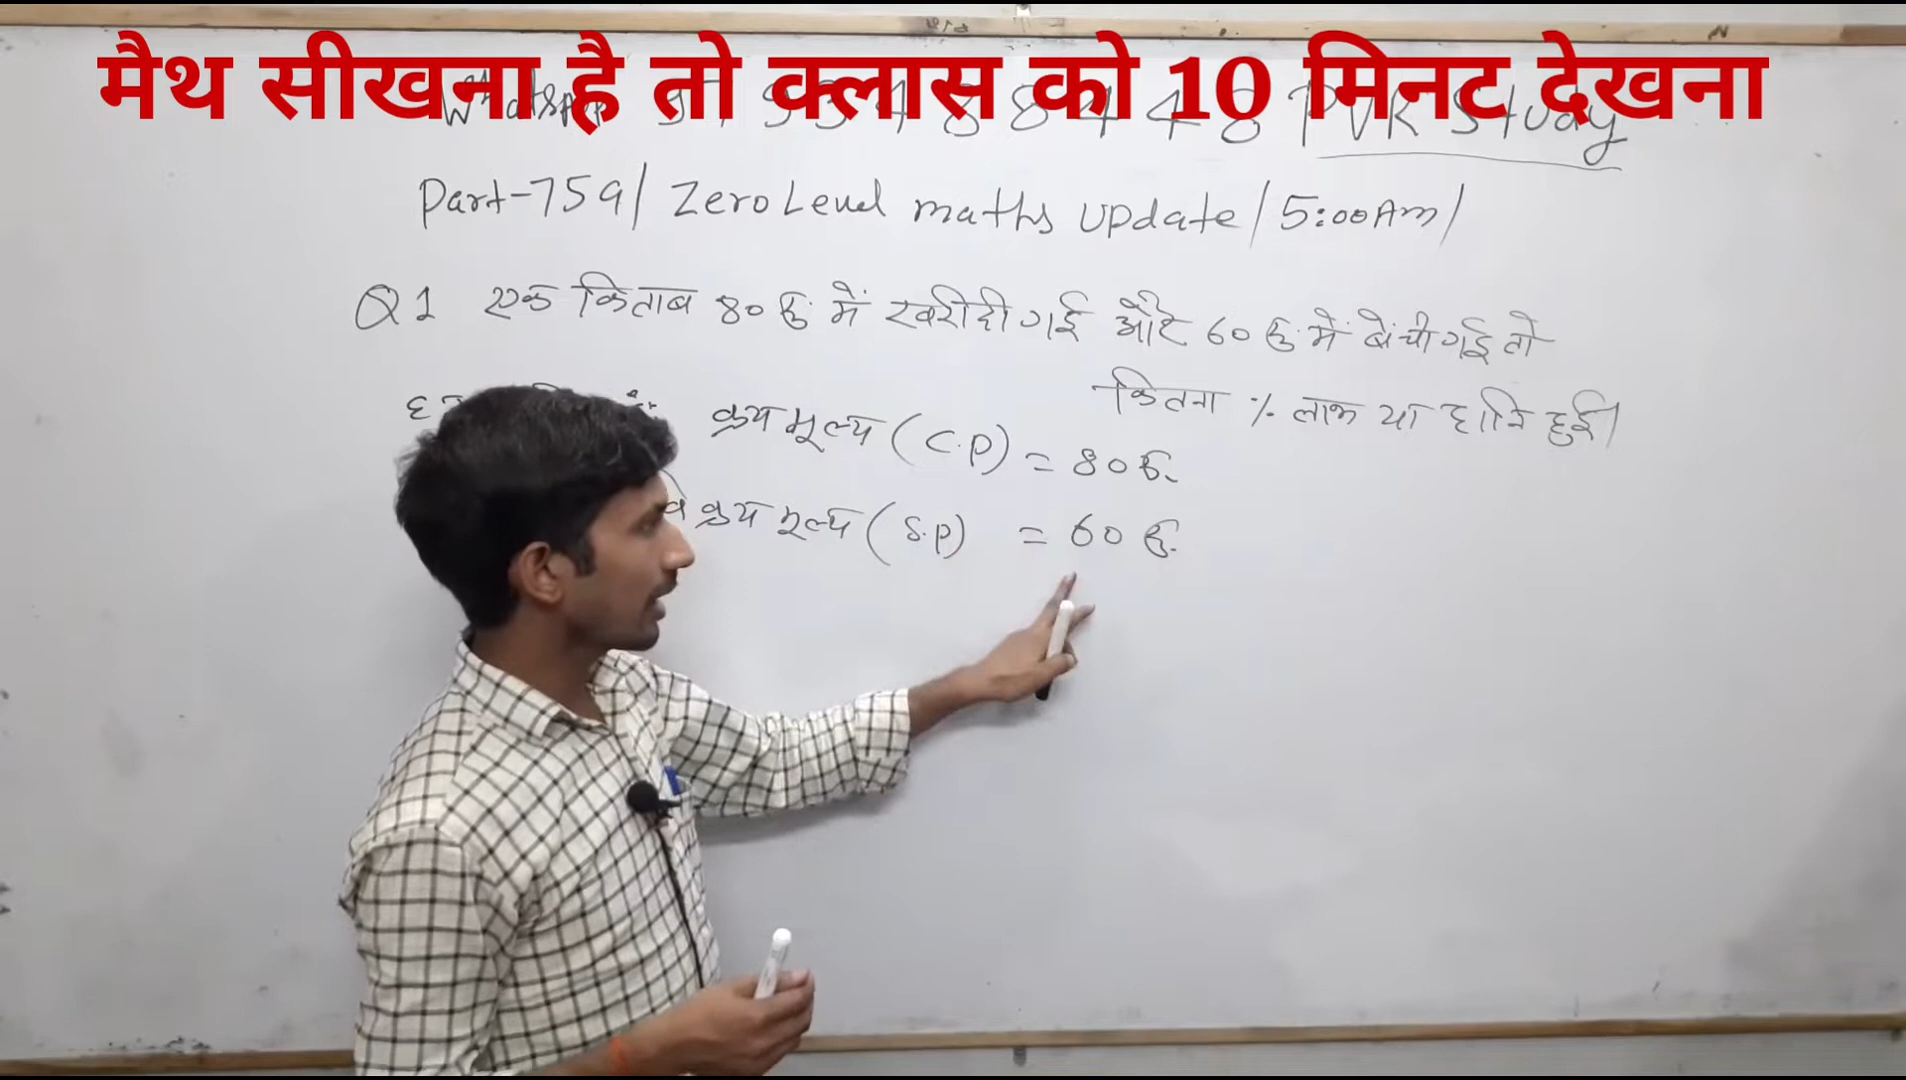 मैथ सीखना है तो क्लास को 10 मिनट देखना
PVR Study
Part-759/ Zero Level maths update/5:00Am/
Q1 एक किताब 80 रु. में खरीदी गई और 60 रु. में बेची गई तो
कितना % लाभ या हानि हुई।
क्रय मूल्य (C.P) = 80 रु.
विक्रय मूल्य (S.P) = 60 रु.